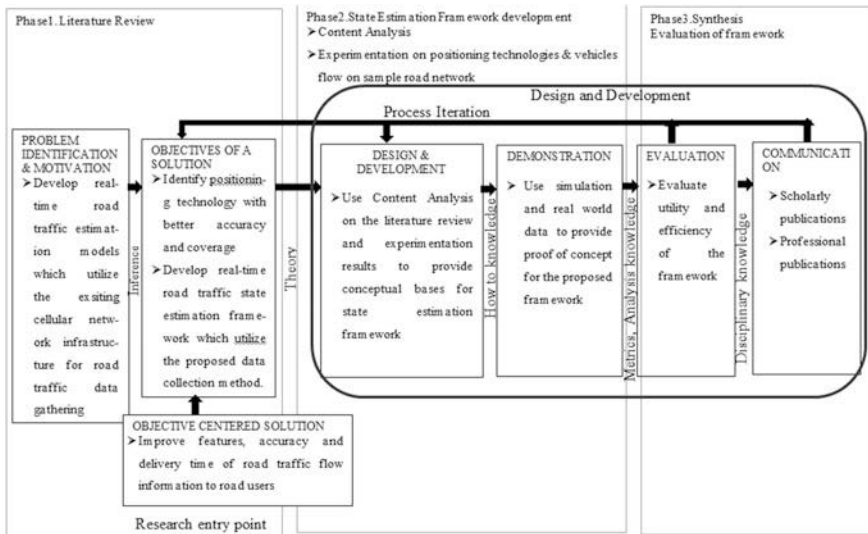 Phase1. Literature Review
Phase2.State Estimation Framework development
➤ Content Analysis
➤ Experimentation on positioning technologies & vehicles
flow on sample road network
Phase3.Synthesis
Evaluation of framework
Design and Development
Process Iteration
PROBLEM
IDENTIFICATION
& MOTIVATION
➤ Develop real-
time road
traffic estim-
ation models
which utilize
the exsiting
cellular net-
work infrastruc-
ture for road
traffic data
gathering
Inference
OBJECTIVES OF A
SOLUTION
➤ Identify positionin
g technology with
better accuracy
and coverage
➤ Develop real-time
road traffic state
estimation fram-
ework which utilize
the proposed data
collection method.
Theory
DESIGN &
DEVELOPMENT
➤ Use Content Analysis
on the literature review
and experimentation
results to provide
conceptual bases for
state estimation
framework
How to knowledge
DEMONSTRATION
➤ Use simulation
and real world
data to provide
proof of concept
for the proposed
framework
Metrics, Analysis knowledge
EVALUATION
➤ Evaluate
utility and
efficiency
of the
framework
Disciplinary knowledge
COMMUNICATI
ON
➤ Scholarly
publications
➤ Professional
publications
OBJECTIVE CENTERED SOLUTION
➤ Improve features, accuracy and
delivery time of road traffic flow
information to road users
Research entry point